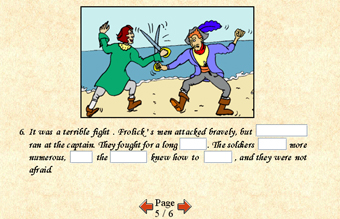 6. It was a terrible fight . Frolick' s men attacked bravely, but
ran at the captain. They fought for a long . The soldiers more
numerous, the knew how to , and they were not
afraid.
Page
5 / 6